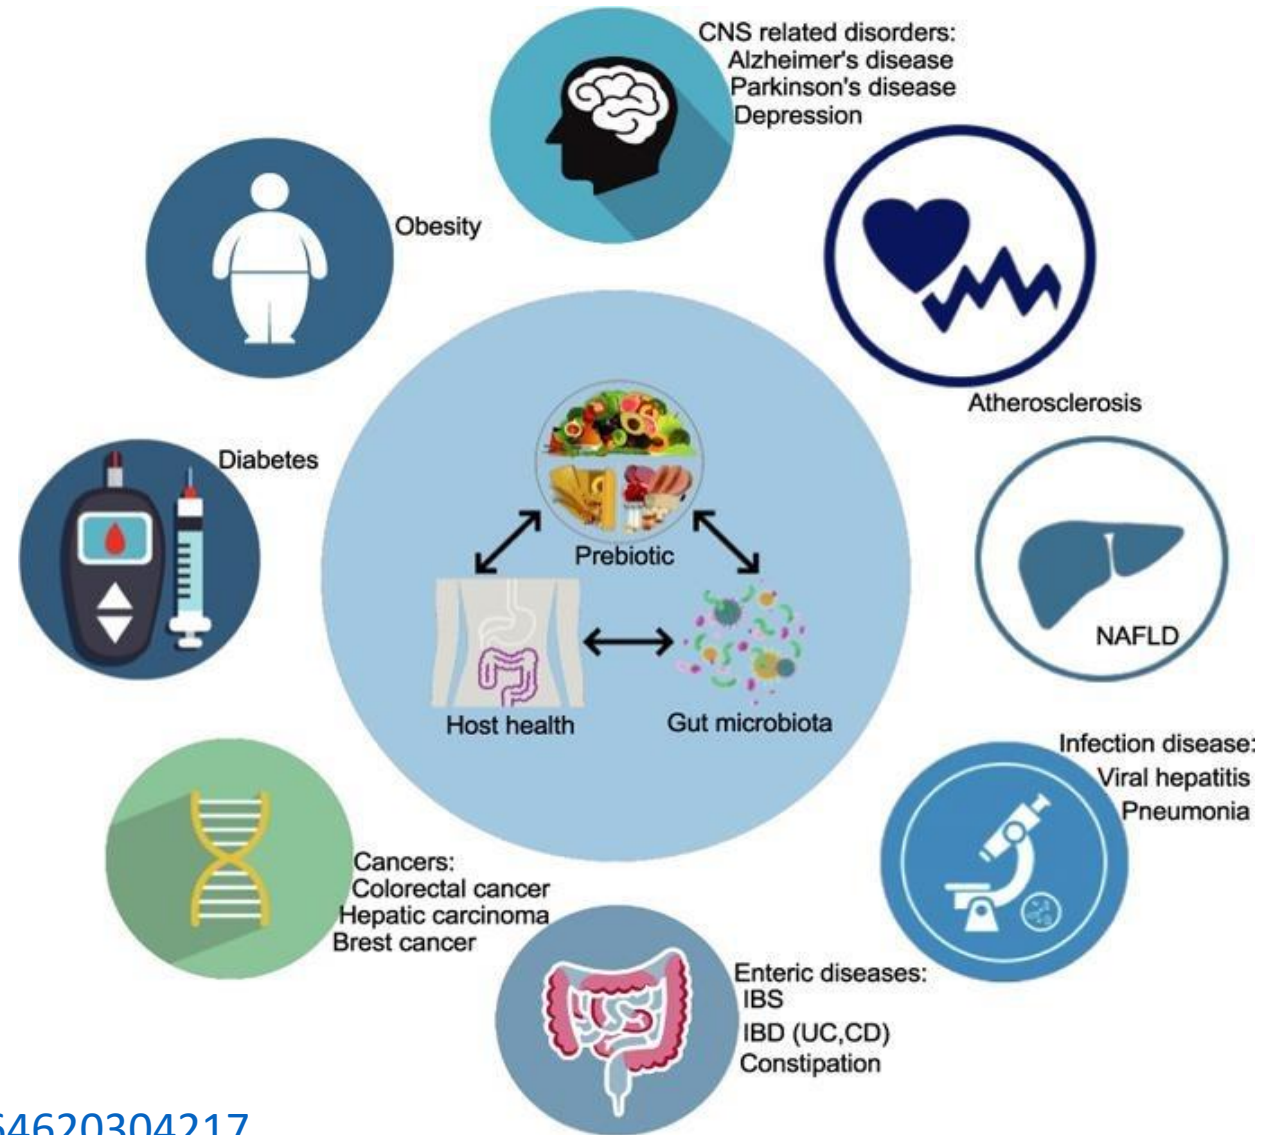 CNS related disorders:
Alzheimer's disease
Parkinson's disease
Depression
Obesity
Atherosclerosis
Diabetes
Prebiotic
NAFLD
Host health
Gut microbiota
Infection disease:
Viral hepatitis
Pneumonia
Cancers:
Colorectal cancer
Hepatic carcinoma
Brest cancer
Enteric diseases:
IBS
IBD (UC,CD)
Constipation
64620304217